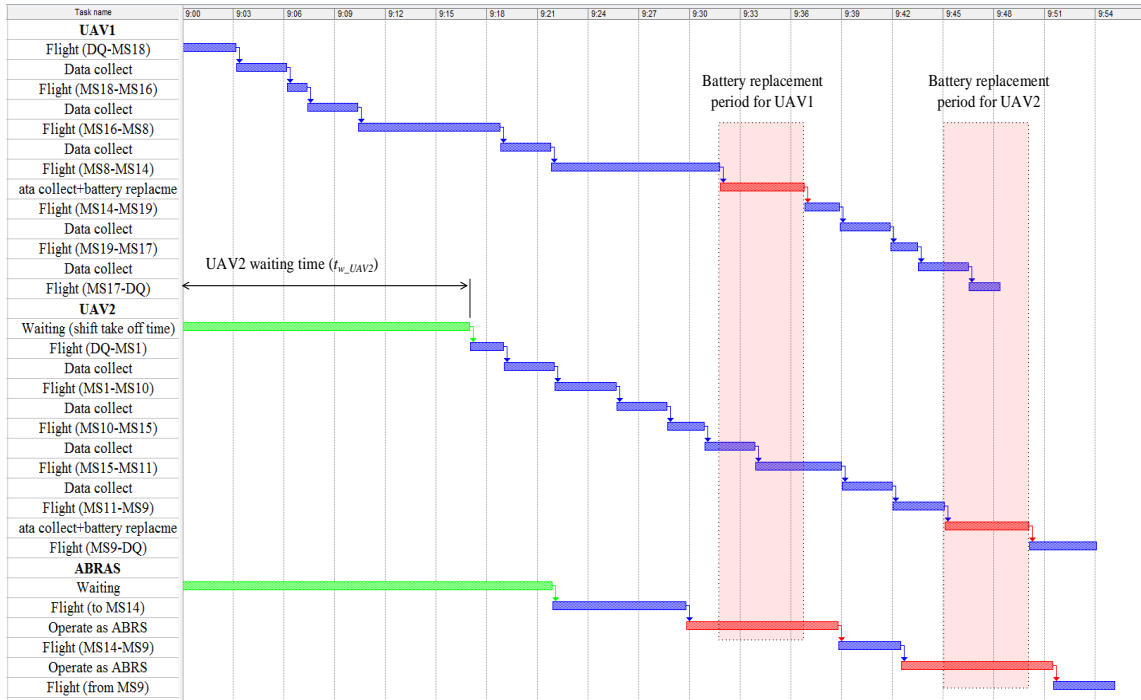 Task name 9:00 9:03 9:06 9:09 9:12 9:15 9:18 9:21 9:24 9:27 9:30 9:33 9:36 9:39 9:42 9:45 9:48 9:51 9:54
UAV1
Flight (DQ-MS18)
Data collect
Flight (MS18-MS16)
Data collect
Flight (MS16-MS8)
Data collect
Flight (MS8-MS14)
ata collect+battery replacme
Flight (MS14-MS19)
Data collect
Flight (MS19-MS17)
Data collect
Flight (MS17-DQ)
UAV2
Waiting (shift take off time)
Flight (DQ-MS1)
Data collect
Flight (MS1-MS10)
Data collect
Flight (MS10-MS15)
Data collect
Flight (MS15-MS11)
Data collect
Flight (MS11-MS9)
ata collect+battery replacme
Flight (MS9-DQ)
ABRAS
Waiting
Flight (to MS14)
Operate as ABRS
Flight (MS14-MS9)
Operate as ABRS
Flight (from MS9)
Battery replacement
period for UAV1
Battery replacement
period for UAV2
UAV2 waiting time (t_w_UAV2)